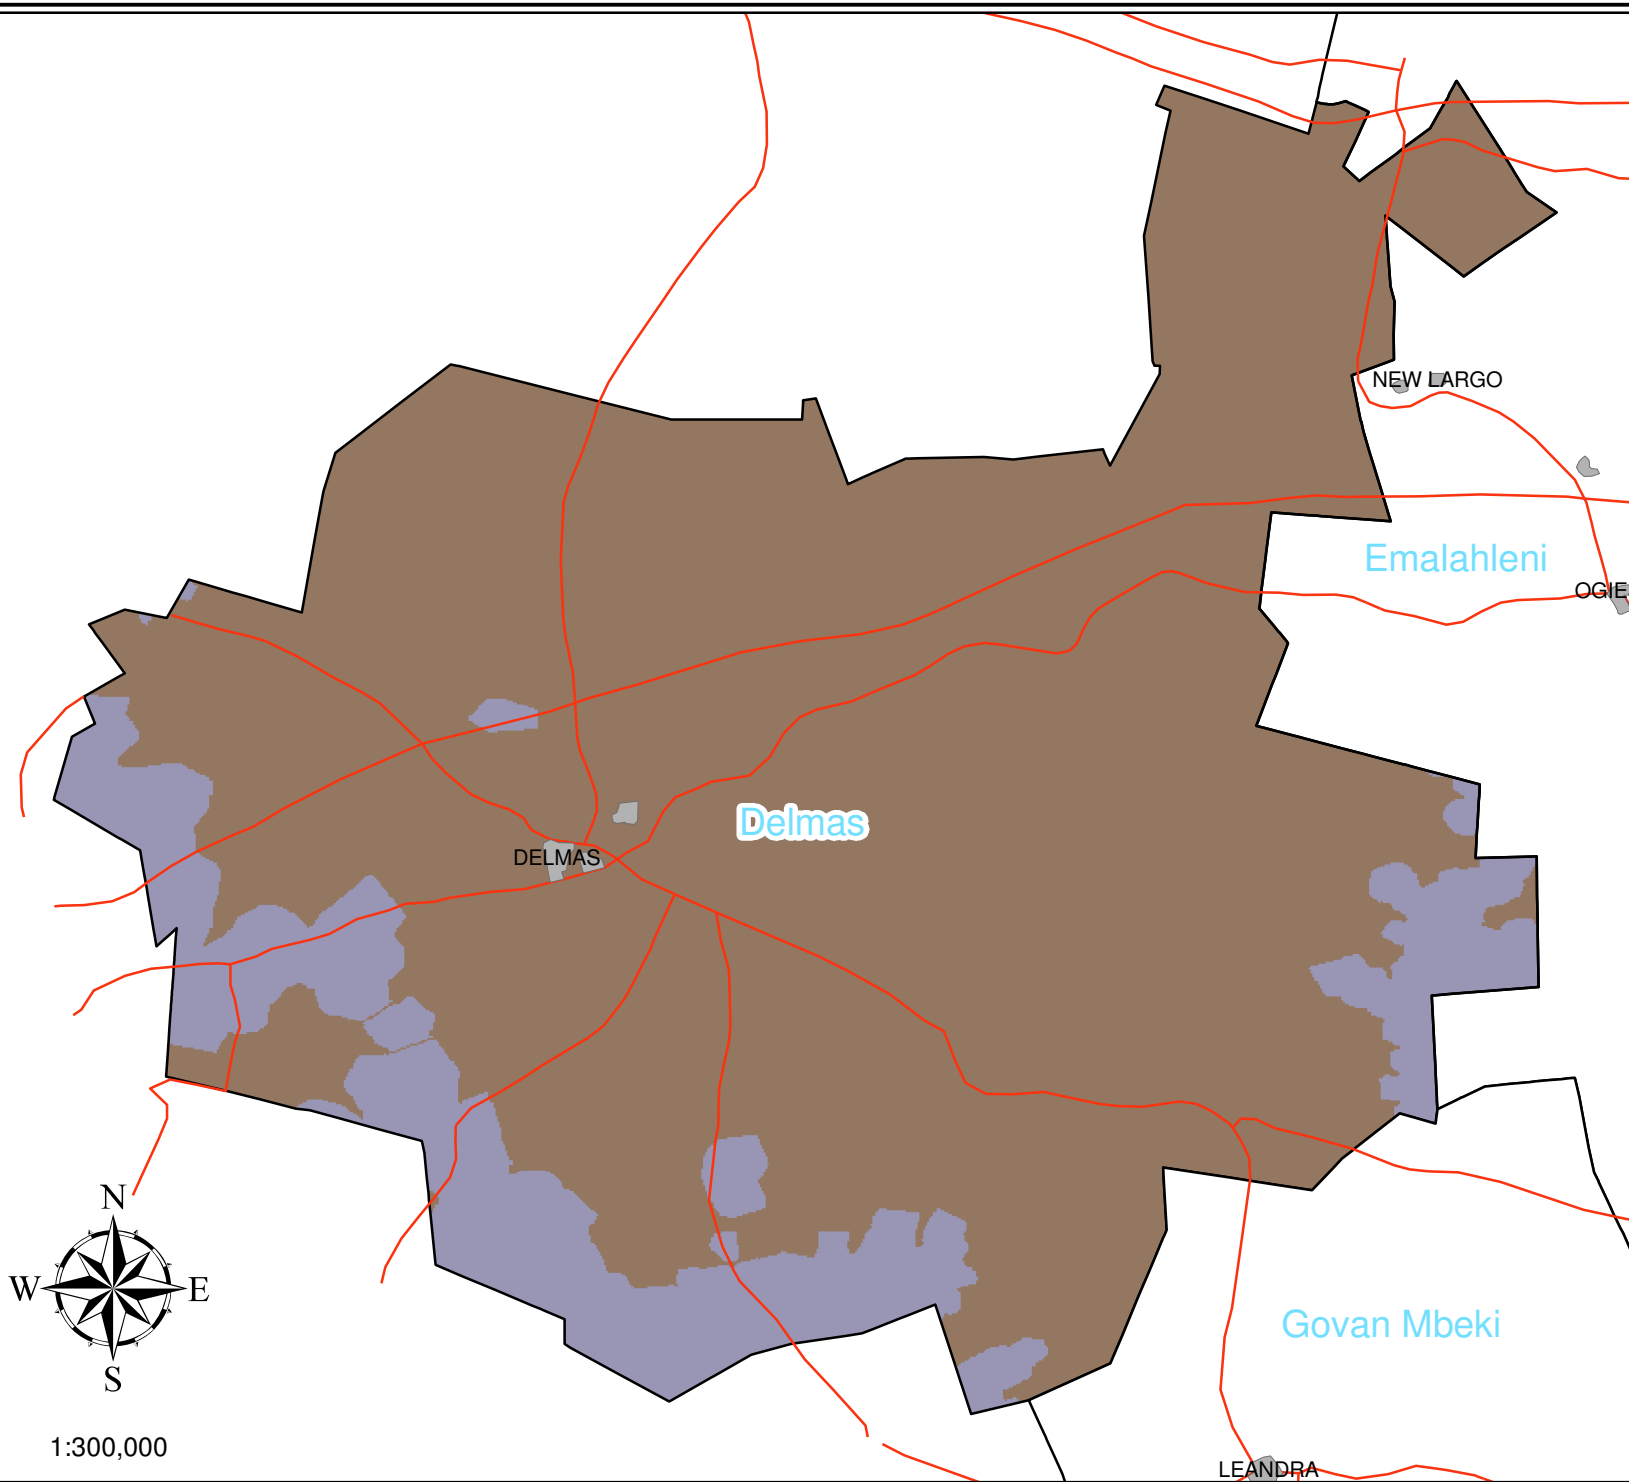 NEW LARGO
Emalahleni
OGIE
Delmas
DELMAS
N
W E
S
Govan Mbeki
1:300,000
LEANDRA